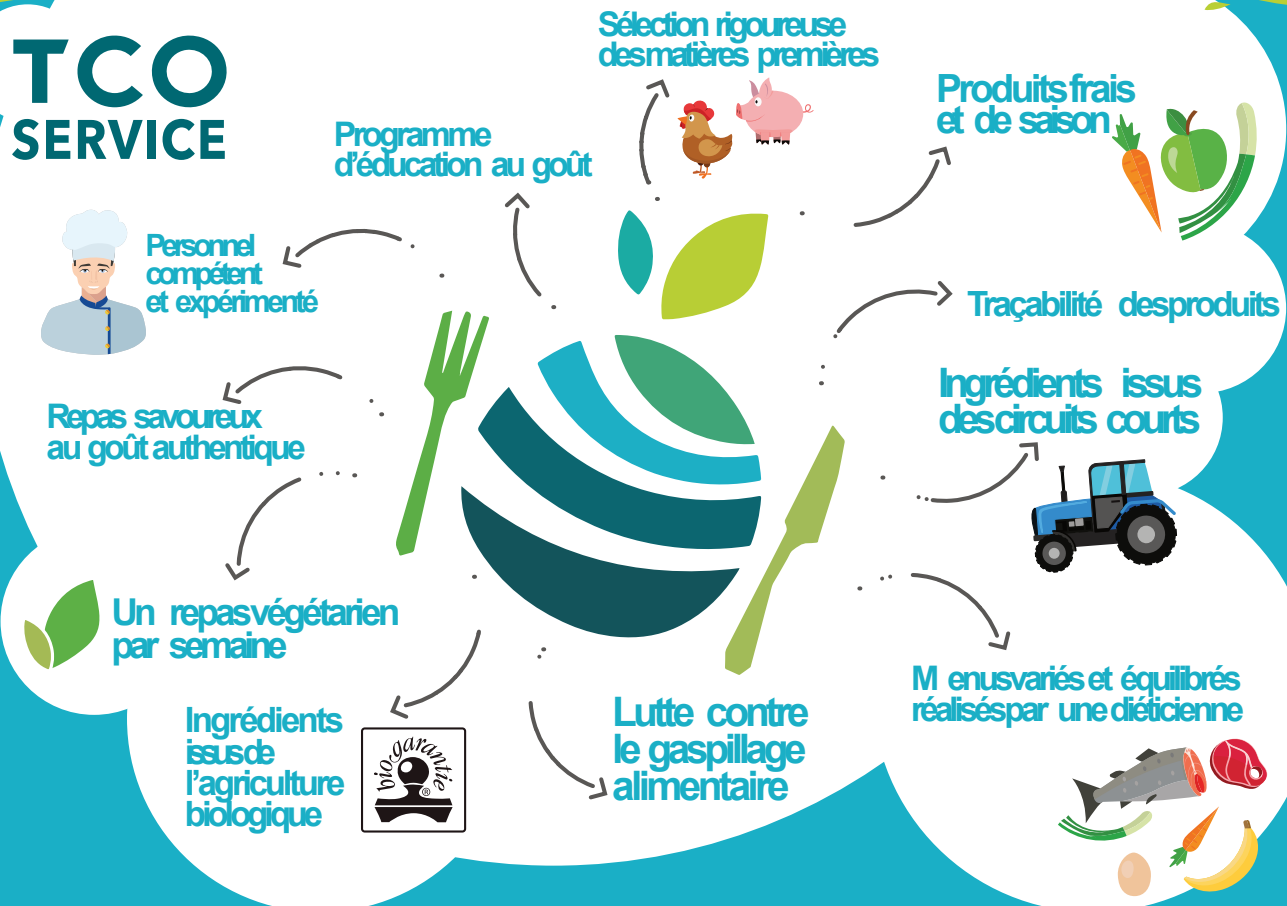 TCO
SERVICE
Sélection rigoureuse
desmatières premières
Produits frais
et de saison
Programme
d'éducation au goût
Personnel
compétent
et expérimenté
Traçabilité desproduits
Ingrédients issus
descircuits courts
Repas savoureux
au goût authentique
Un repasvégétarien
par semaine
M enusvariés et équilibrés
réaliséspar une diéticienne
Ingrédients
issusde
l'agriculture
biologique
biogarantie
®
Lutte contre
le gaspillage
alimentaire